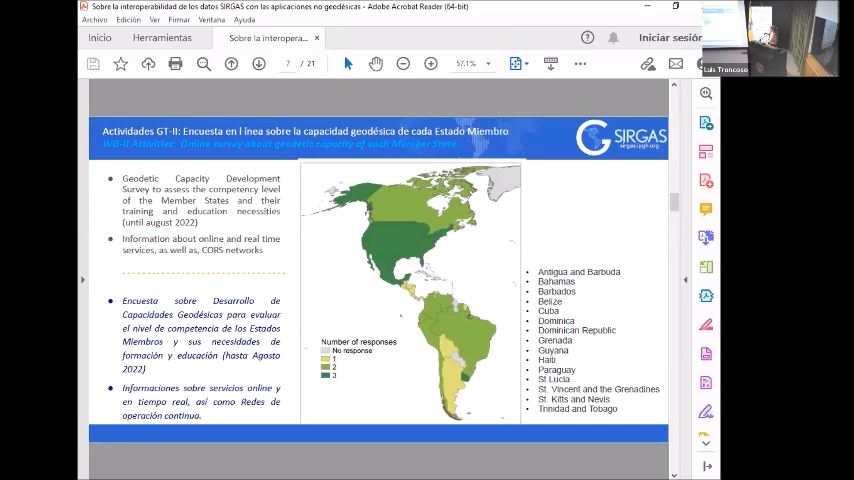 Sobre la interoperabilidad de los datos SIRGAS con las aplicaciones no geodésicas - Adobe Acrobat Reader (64-bit)
Archivo Edición Ver Firmar Ventana Ayuda
Inicio Herramientas Sobre la interopera... × Iniciar sesión
7 / 21 57.1%
Luis Troncoso
Actividades GT-II: Encuesta en l ínea sobre la capacidad geodésica de cada Estado Miembro
WG-II Activities: Online survey about geodetic capacity of each Member State
SIRGAS
sirgas.ipgh.org
Geodetic Capacity Development
Survey to assess the competency level
of the Member States and their
training and education necessities
(until august 2022)
Information about online and real time
services, as well as, CORS networks
Encuesta sobre Desarrollo de
Capacidades Geodésicas para evaluar
el nivel de competencia de los Estados
Miembros y sus necesidades de
formación y educación (hasta Agosto
2022)
Informaciones sobre servicios online y
en tiempo real, así como Redes de
operación continua.
Number of responses
No response
1
2
3
Antigua and Barbuda
Bahamas
Barbados
Belize
Cuba
Dominica
Dominican Republic
Grenada
Guyana
Haiti
Paraguay
St Lucia
St. Vincent and the Grenadines
St. Kitts and Nevis
Trinidad and Tobago